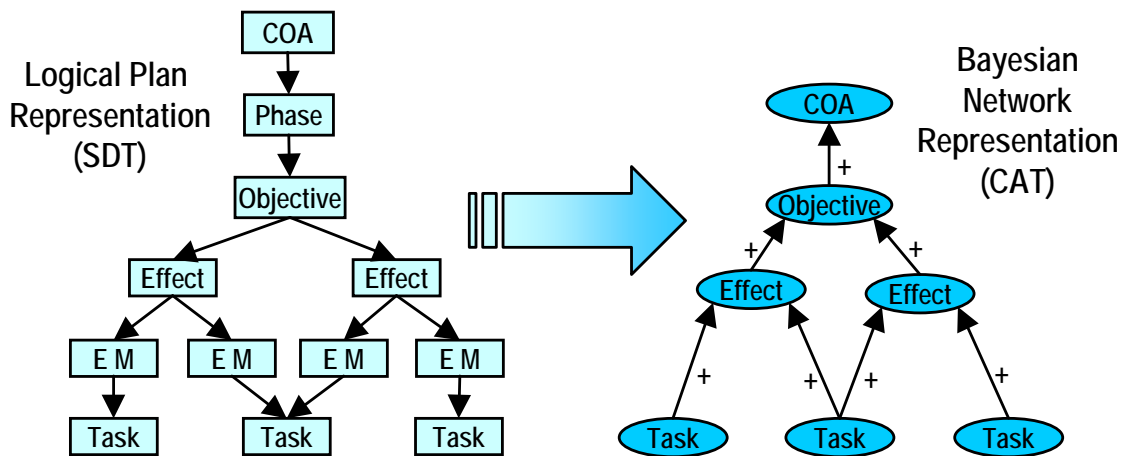 Logical Plan
Representation
(SDT)
COA
Phase
Objective
Effect
Effect
E M
E M
E M
E M
Task
Task
Task
Bayesian
Network
Representation
(CAT)
COA
+
Objective
+
+
Effect
Effect
+
+
+
+
Task
Task
Task